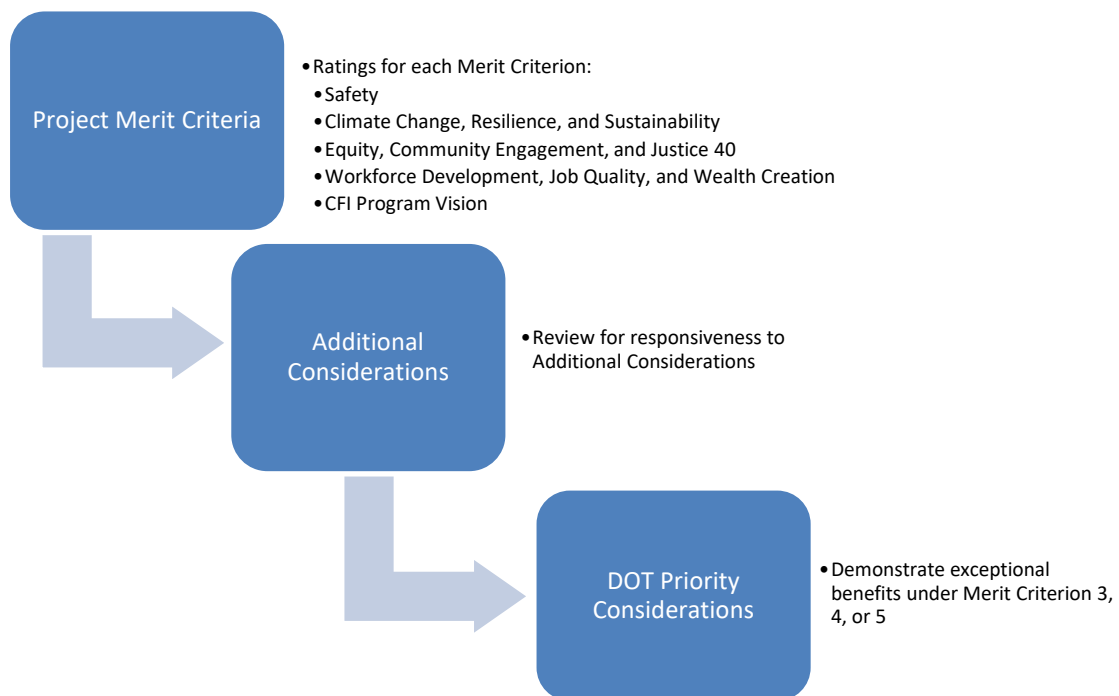 Project Merit Criteria
•Ratings for each Merit Criterion:
•Safety
•Climate Change, Resilience, and Sustainability
•Equity, Community Engagement, and Justice 40
•Workforce Development, Job Quality, and Wealth Creation
•CFI Program Vision
Additional
Considerations
•Review for responsiveness to
Additional Considerations
DOT Priority
Considerations
•Demonstrate exceptional
benefits under Merit Criterion 3,
4, or 5